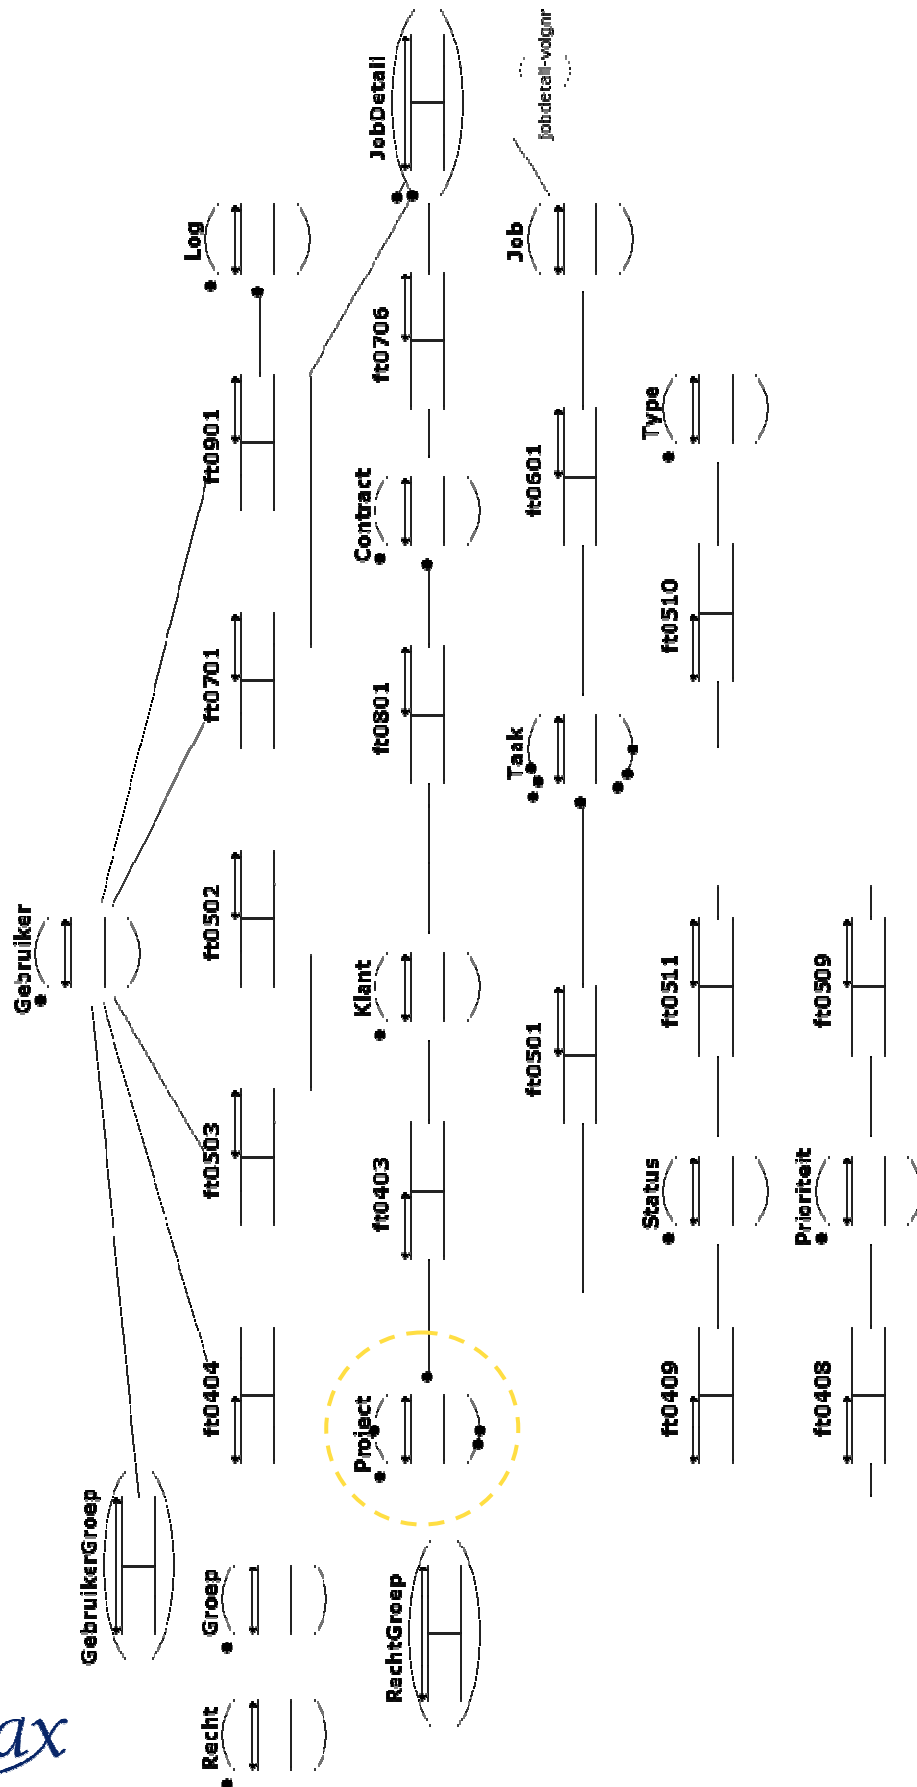 Gebruiker
GebruikerGroep
Recht
Groep
ft0404
ft0503
ft0502
ft0701
ft0901
Log
RechtGroep
Project
ft0403
Klant
ft0801
Contract
ft0706
JobDetail
ft0501
Taak
ft0601
Job
jobdetail-volgnr
ft0409
Status
ft0511
ft0510
Type
ft0408
Prioriteit
ft0509
ax